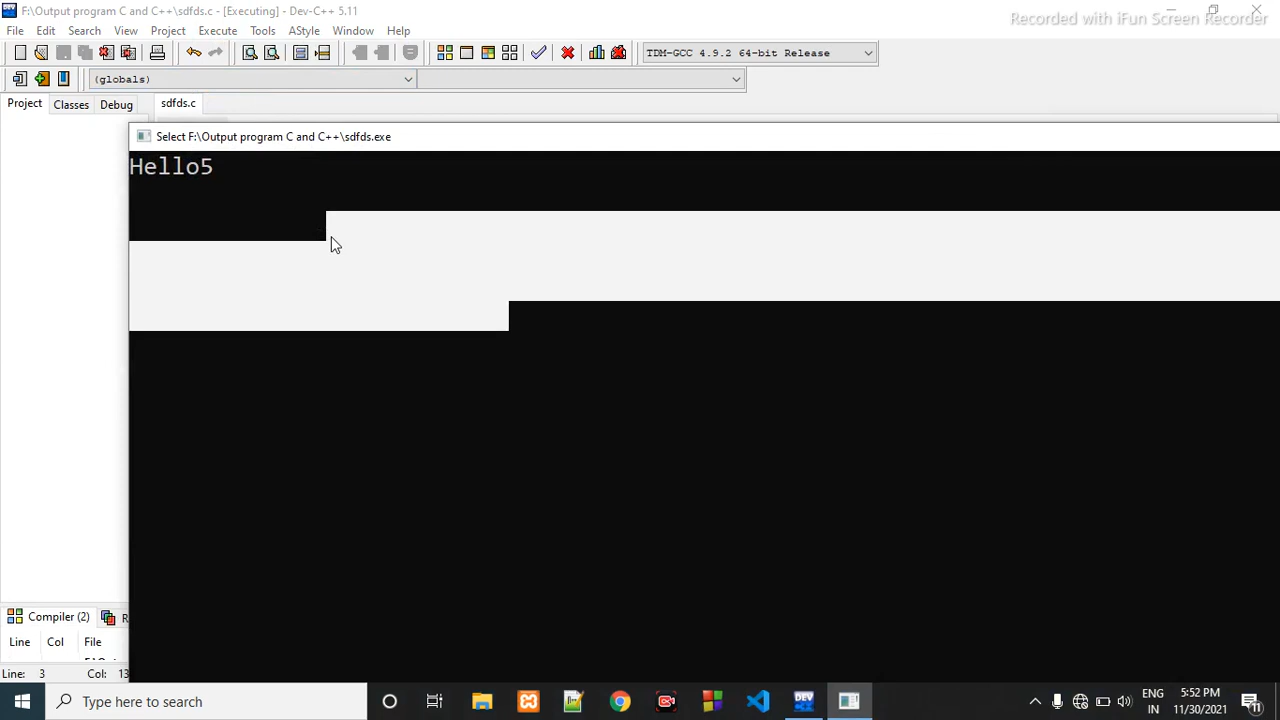 F:\Output program C and C++\sdfds.c - [Executing] - Dev-C++ 5.11
Recorded with iFun Screen Recorder
File Edit Search View Project Execute Tools AStyle Window Help
TDM-GCC 4.9.2 64-bit Release
(globals)
Project Classes Debug sdfds.c
Select F:\Output program C and C++\sdfds.exe
Hello5
Compiler (2)
Line Col File
Line: 3 Col: 13
Type here to search
DEV
ENG
IN
5:52 PM
11/30/2021